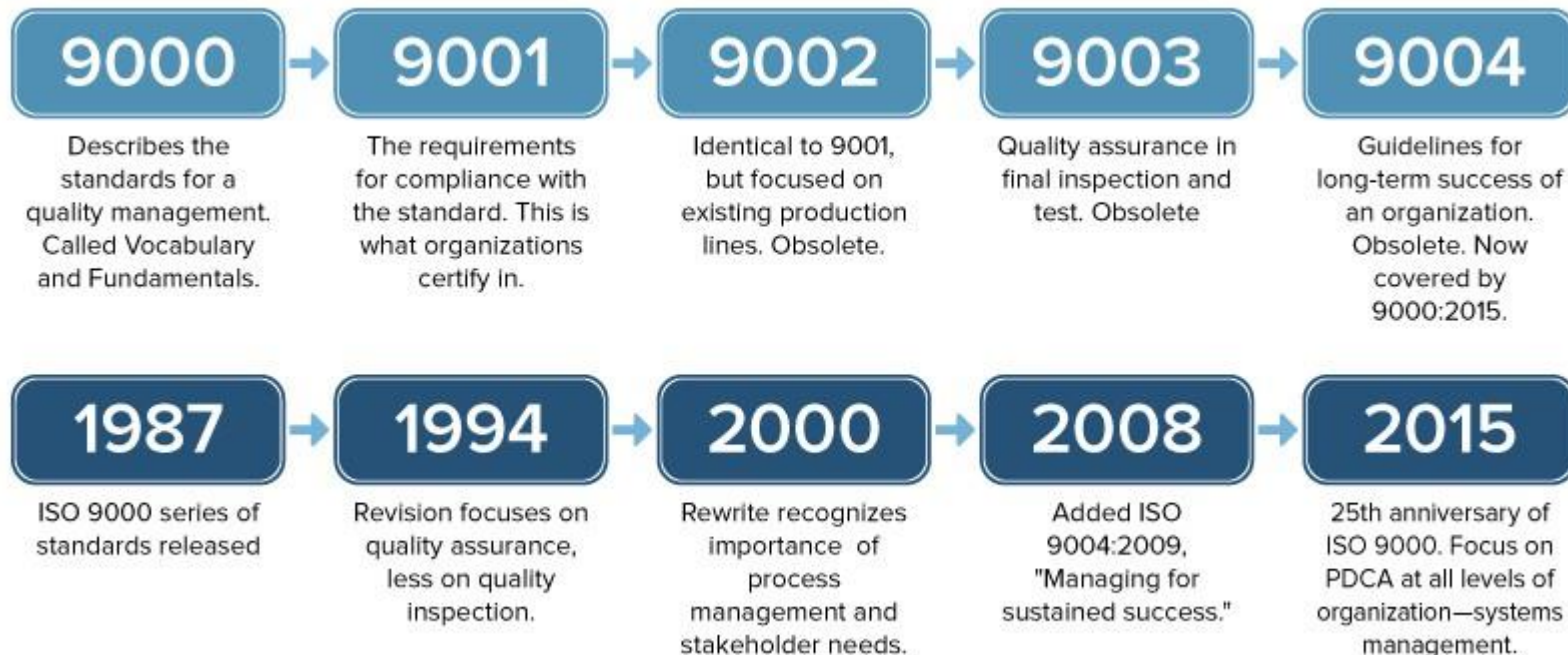 9000
Describes the
standards for a
quality management.
Called Vocabulary
and Fundamentals.
9001
The requirements
for compliance with
the standard. This is
what organizations
certify in.
9002
Identical to 9001,
but focused on
existing production
lines. Obsolete.
9003
Quality assurance in
final inspection and
test. Obsolete
9004
Guidelines for
long-term success of
an organization.
Obsolete. Now
covered by
9000:2015.
1987
ISO 9000 series of
standards released
1994
Revision focuses on
quality assurance,
less on quality
inspection.
2000
Rewrite recognizes
importance of
process
management and
stakeholder needs.
2008
Added ISO
9004:2009,
"Managing for
sustained success."
2015
25th anniversary of
ISO 9000. Focus on
PDCA at all levels of
organization—systems
management.